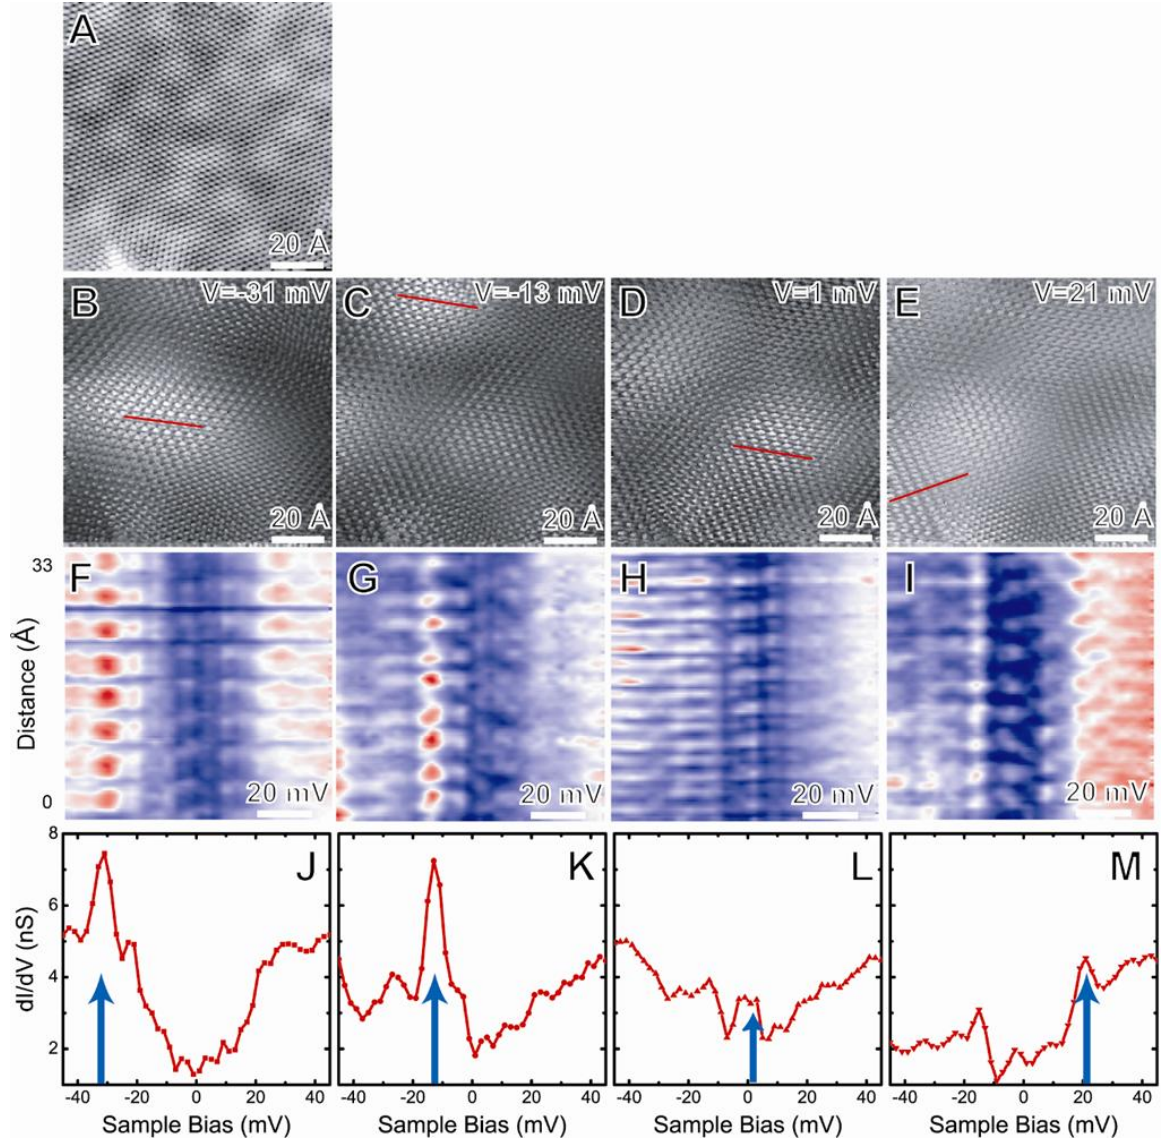 A
20 Å
B
V=-31 mV
20 Å
C
V=-13 mV
20 Å
D
V=1 mV
20 Å
E
V=21 mV
20 Å
33
Distance (Å)
0
F
20 mV
G
20 mV
H
20 mV
I
20 mV
8
6
4
2
dI/dV (nS)
J
K
L
M
-40 -20 0 20 40
-40 -20 0 20 40
-40 -20 0 20 40
-40 -20 0 20 40
Sample Bias (mV)
Sample Bias (mV)
Sample Bias (mV)
Sample Bias (mV)